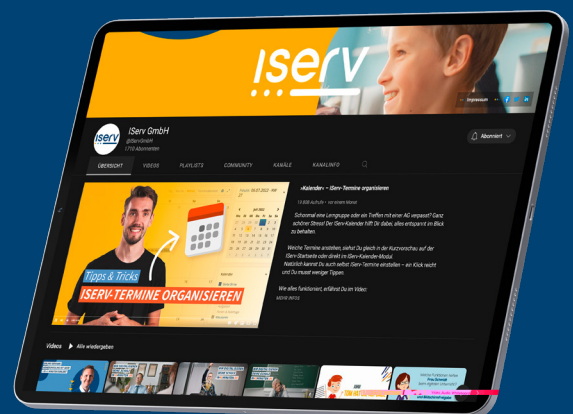 iserv
Impressum
iserv
IServ GmbH
@IServGmbH
1710 Abonnenten
Abonniert
ÜBERSICHT VIDEOS PLAYLISTS COMMUNITY KANÄLE KANALINFO
Tipps & Tricks
ISERV-TERMINE ORGANISIEREN
»Kalender« – IServ-Termine organisieren
Schonmal eine Lerngruppe oder ein Treffen mit einer AG verpasst? Ganz
schöner Stress! Der IServ-Kalender hilft Dir dabei, alles entspannt im Blick
zu behalten.
Welche Termine anstehen, siehst Du gleich in der Kurzvorschau auf der
IServ-Startseite oder direkt im IServ-Kalender-Modul.
Natürlich kannst Du auch selbst IServ-Termine einstellen – ein Klick reicht
und Du musst weniger Tippen.
Wie alles funktioniert, erfährst Du im Video:
MEHR INFOS
Videos Alle wiedergeben